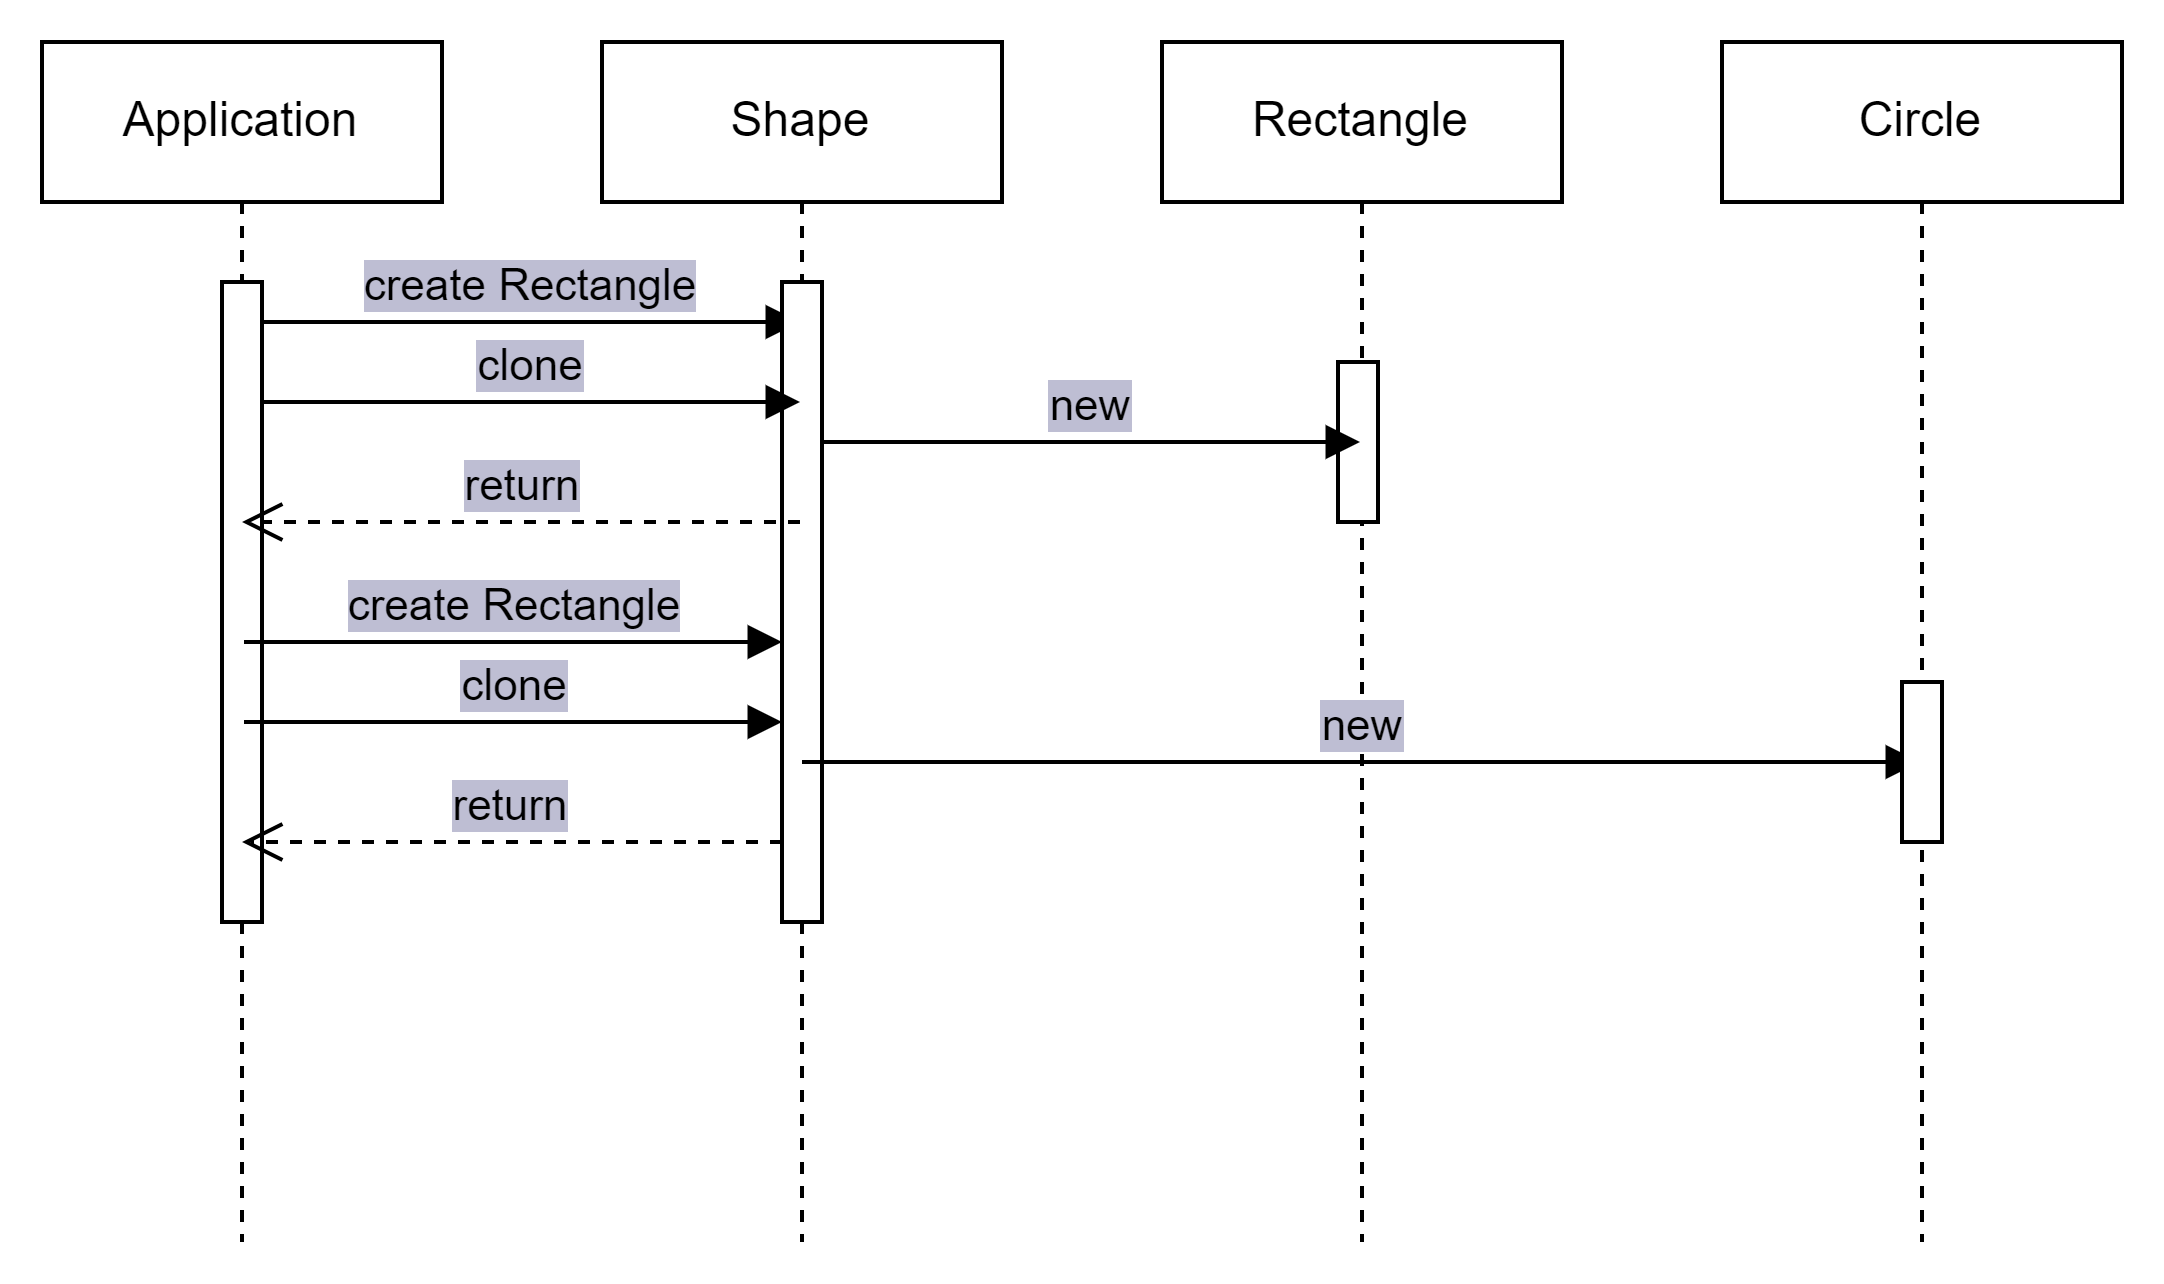 Application
Shape
Rectangle
Circle
create Rectangle
clone
new
return
create Rectangle
clone
new
return